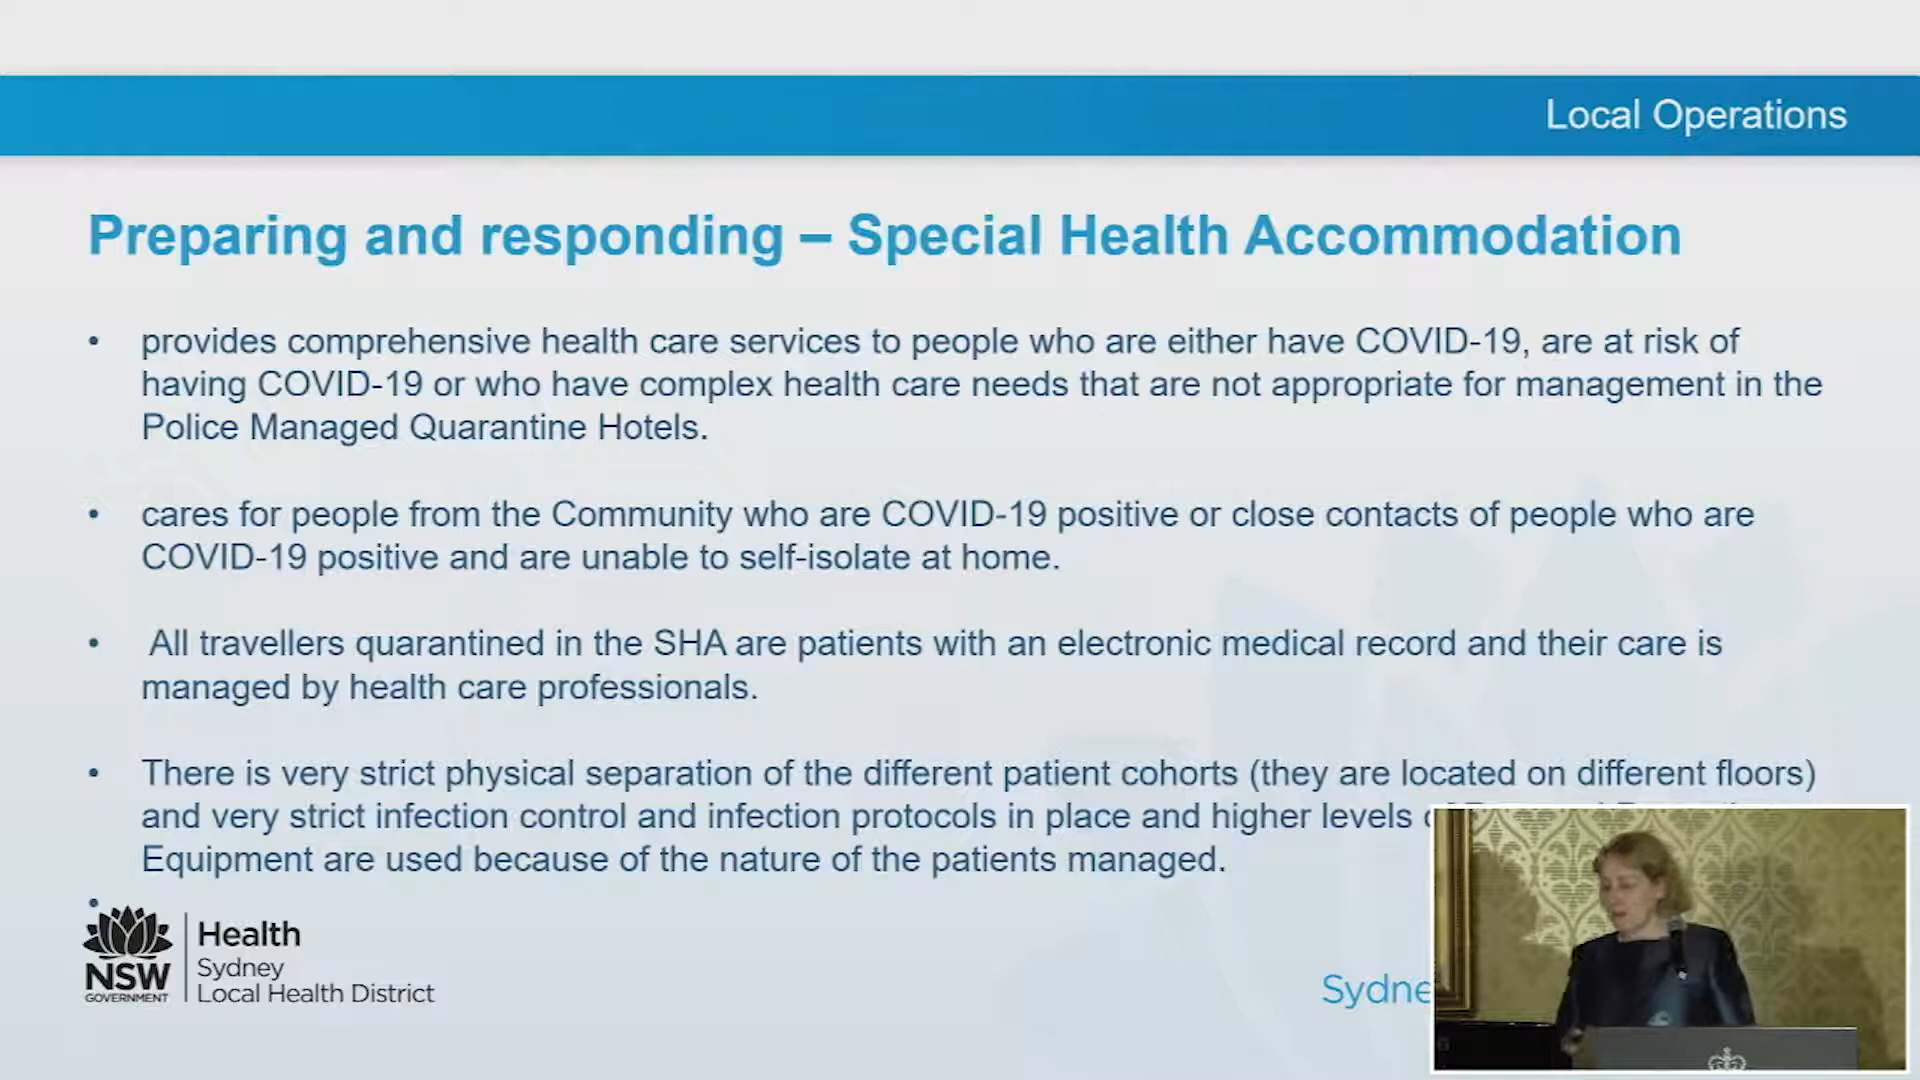 Local Operations
Preparing and responding – Special Health Accommodation
• provides comprehensive health care services to people who are either have COVID-19, are at risk of
having COVID-19 or who have complex health care needs that are not appropriate for management in the
Police Managed Quarantine Hotels.
• cares for people from the Community who are COVID-19 positive or close contacts of people who are
COVID-19 positive and are unable to self-isolate at home.
• All travellers quarantined in the SHA are patients with an electronic medical record and their care is
managed by health care professionals.
• There is very strict physical separation of the different patient cohorts (they are located on different floors)
and very strict infection control and infection protocols in place and higher levels
Equipment are used because of the nature of the patients managed.
•
NSW
GOVERNMENT
Health
Sydney
Local Health District
Sydne